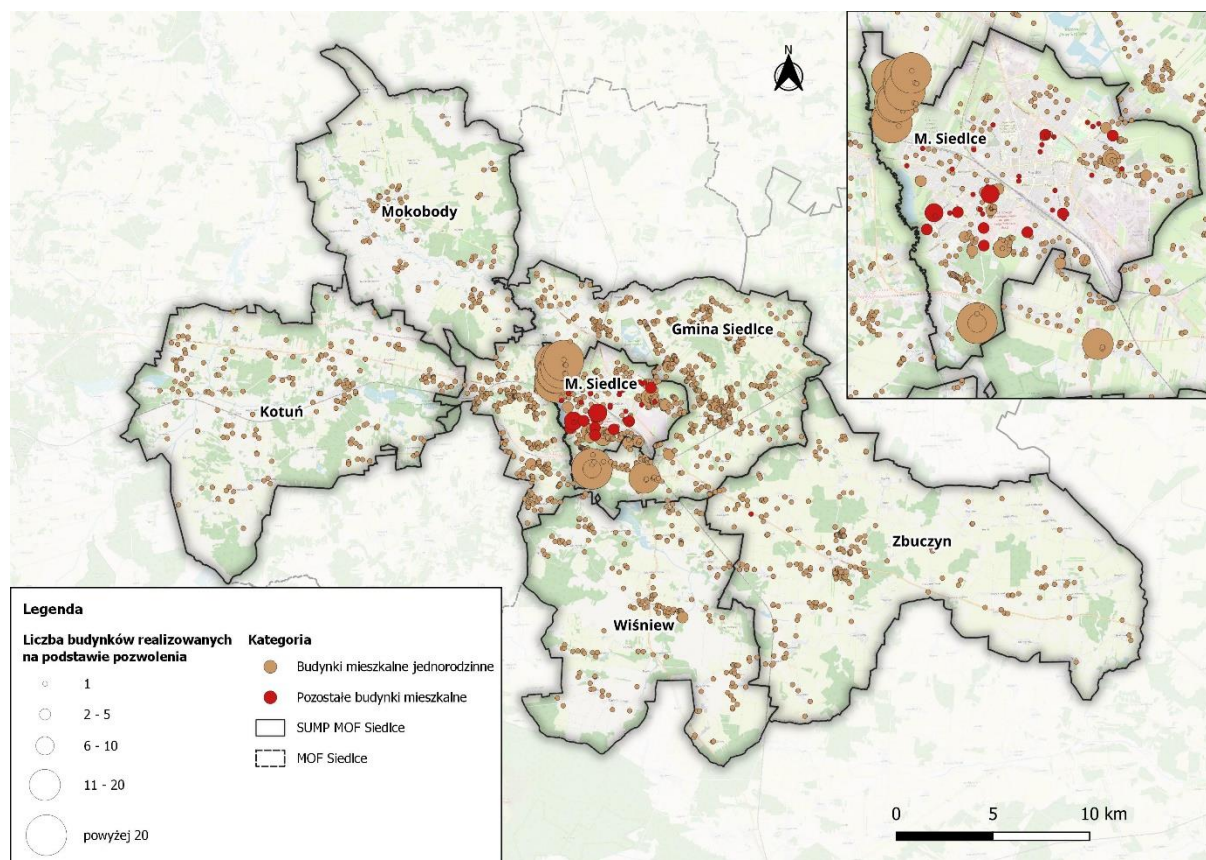 N
M. Siedlce
Mokobody
Gmina Siedlce
M. Siedlce
Kotuń
Zbuczyn
Wiśniew
Legenda
Liczba budynków realizowanych
na podstawie pozwolenia
1
2 - 5
6 - 10
11 - 20
powyżej 20
Kategoria
Budynki mieszkalne jednorodzinne
Pozostałe budynki mieszkalne
SUMP MOF Siedlce
MOF Siedlce
0 5 10 km